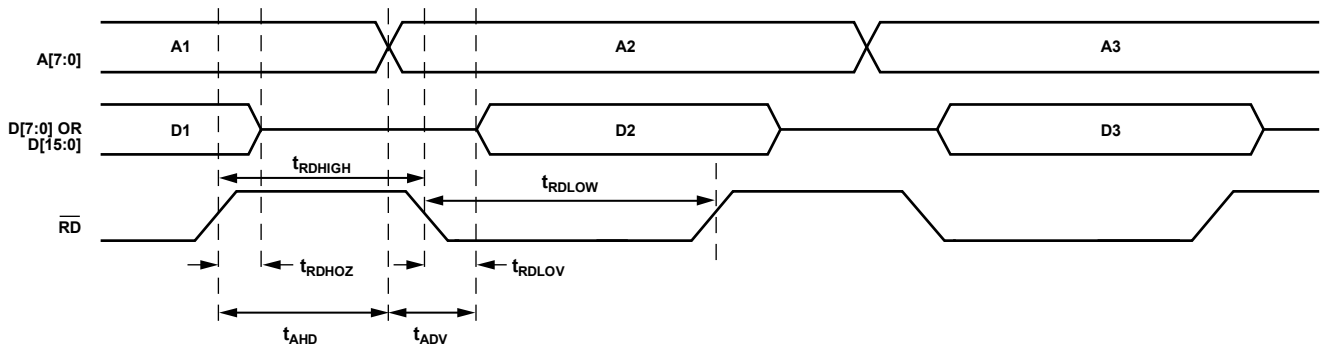 A[7:0]
A1
A2
A3
D[7:0] OR
D[15:0]
D1
D2
D3
tRDHIGH
tRDLOW
RD
tRDHOZ
tRDLOV
tAHD
tADV